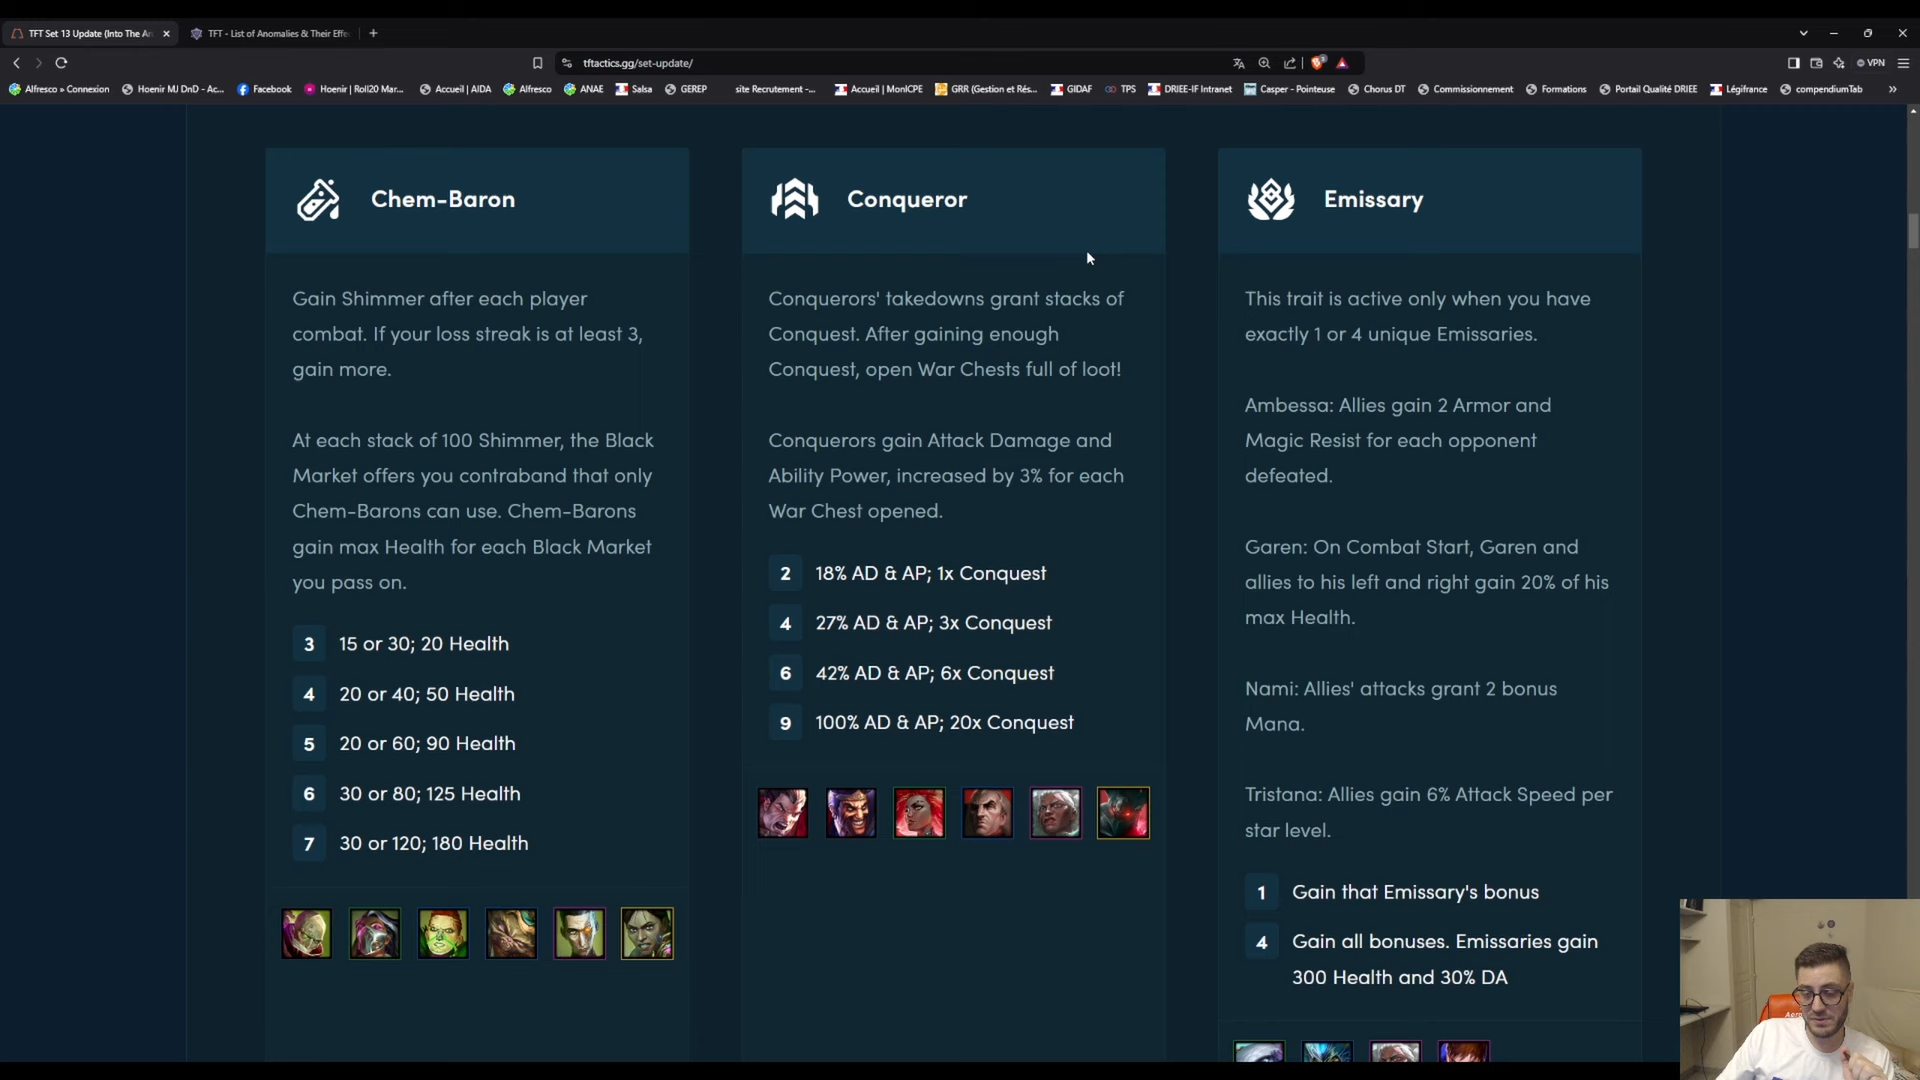 TFT Set 13 Update (Into The Ar
TFT - List of Anomalies & Their Effe
tftactics.gg/set-update/
VPN
Alfresco » Connexion
Hoenir MJ DnD - Ac...
Facebook
Hoenir | Roll20 Mar...
Accueil | AIDA
Alfresco
ANAE
Salsa
GEREP
site Recrutement -...
Accueil | MonICPE
GRR (Gestion et Rés...
GIDAF
TPS
DRIEE-IF Intranet
Casper - Pointeuse
Chorus DT
Commissionnement
Formations
Portail Qualité DRIEE
Légifrance
compendiumTab
Chem-Baron
Gain Shimmer after each player
combat. If your loss streak is at least 3,
gain more.
At each stack of 100 Shimmer, the Black
Market offers you contraband that only
Chem-Barons can use. Chem-Barons
gain max Health for each Black Market
you pass on.
3 15 or 30; 20 Health
4 20 or 40; 50 Health
5 20 or 60; 90 Health
6 30 or 80; 125 Health
7 30 or 120; 180 Health
Conqueror
Conquerors' takedowns grant stacks of
Conquest. After gaining enough
Conquest, open War Chests full of loot!
Conquerors gain Attack Damage and
Ability Power, increased by 3% for each
War Chest opened.
2 18% AD & AP; 1x Conquest
4 27% AD & AP; 3x Conquest
6 42% AD & AP; 6x Conquest
9 100% AD & AP; 20x Conquest
Emissary
This trait is active only when you have
exactly 1 or 4 unique Emissaries.
Ambessa: Allies gain 2 Armor and
Magic Resist for each opponent
defeated.
Garen: On Combat Start, Garen and
allies to his left and right gain 20% of his
max Health.
Nami: Allies' attacks grant 2 bonus
Mana.
Tristana: Allies gain 6% Attack Speed per
star level.
1 Gain that Emissary's bonus
4 Gain all bonuses. Emissaries gain
300 Health and 30% DA